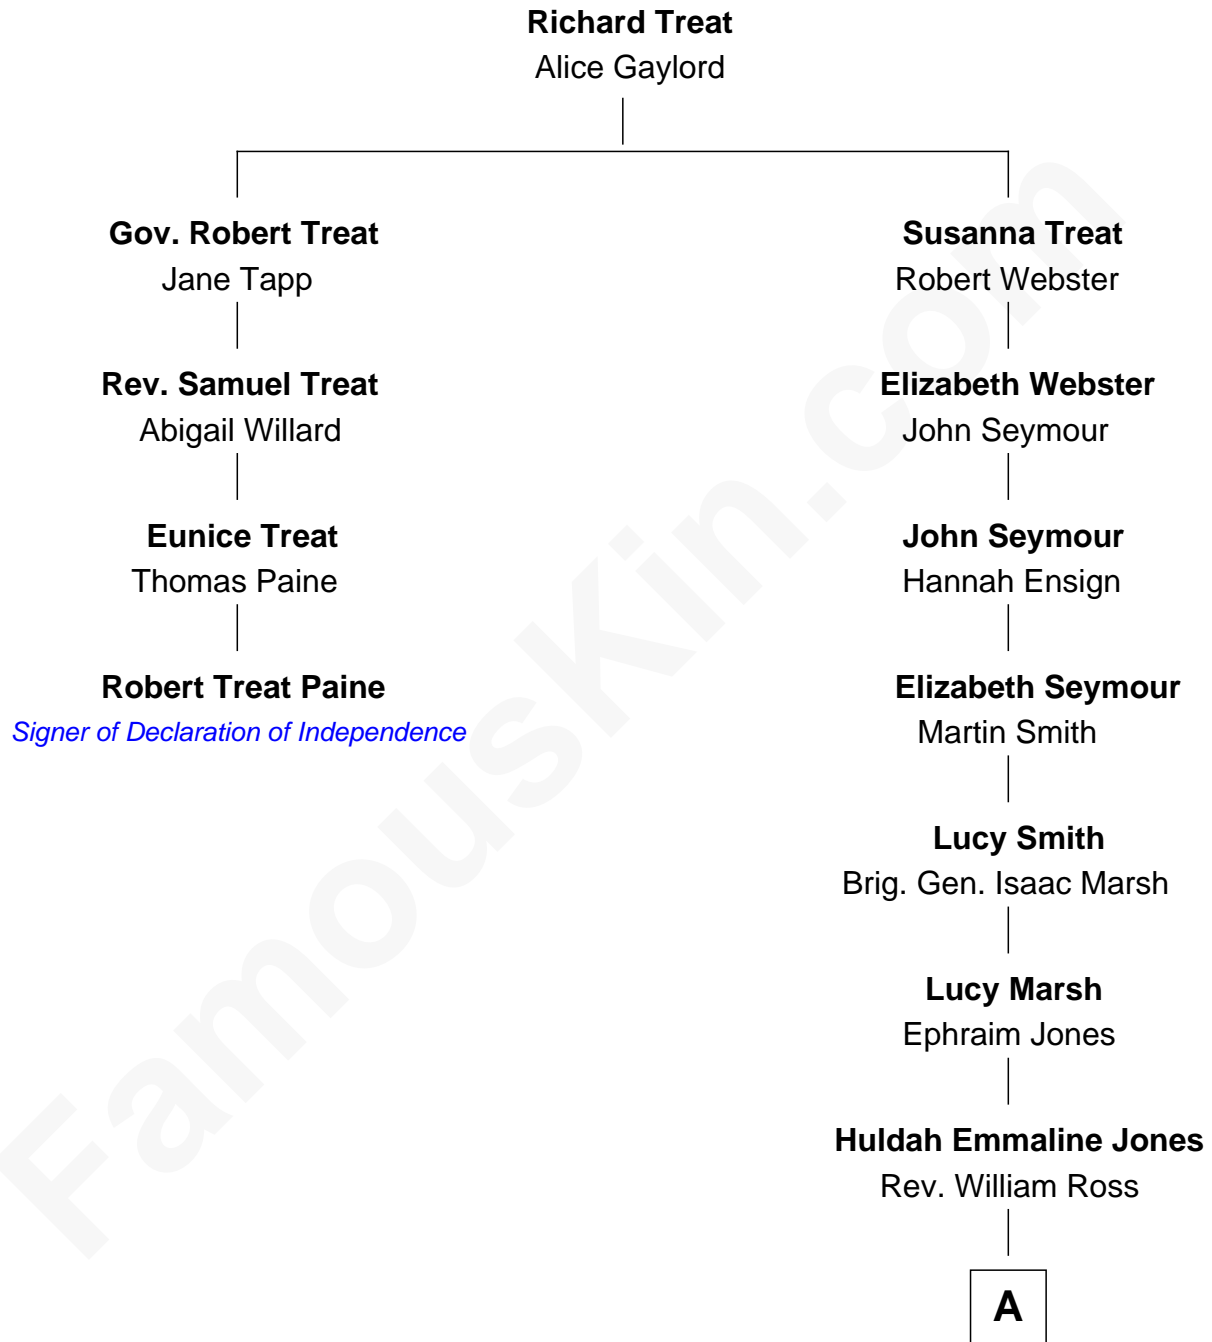 Richard Treat
Alice Gaylord
Gov. Robert Treat
Jane Tapp
Susanna Treat
Robert Webster
Rev. Samuel Treat
Abigail Willard
Elizabeth Webster
John Seymour
Eunice Treat
Thomas Paine
John Seymour
Hannah Ensign
Robert Treat Paine
Signer of Declaration of Independence
Elizabeth Seymour
Martin Smith
Lucy Smith
Brig. Gen. Isaac Marsh
Lucy Marsh
Ephraim Jones
Huldah Emmaline Jones
Rev. William Ross
A
FamousKin.com